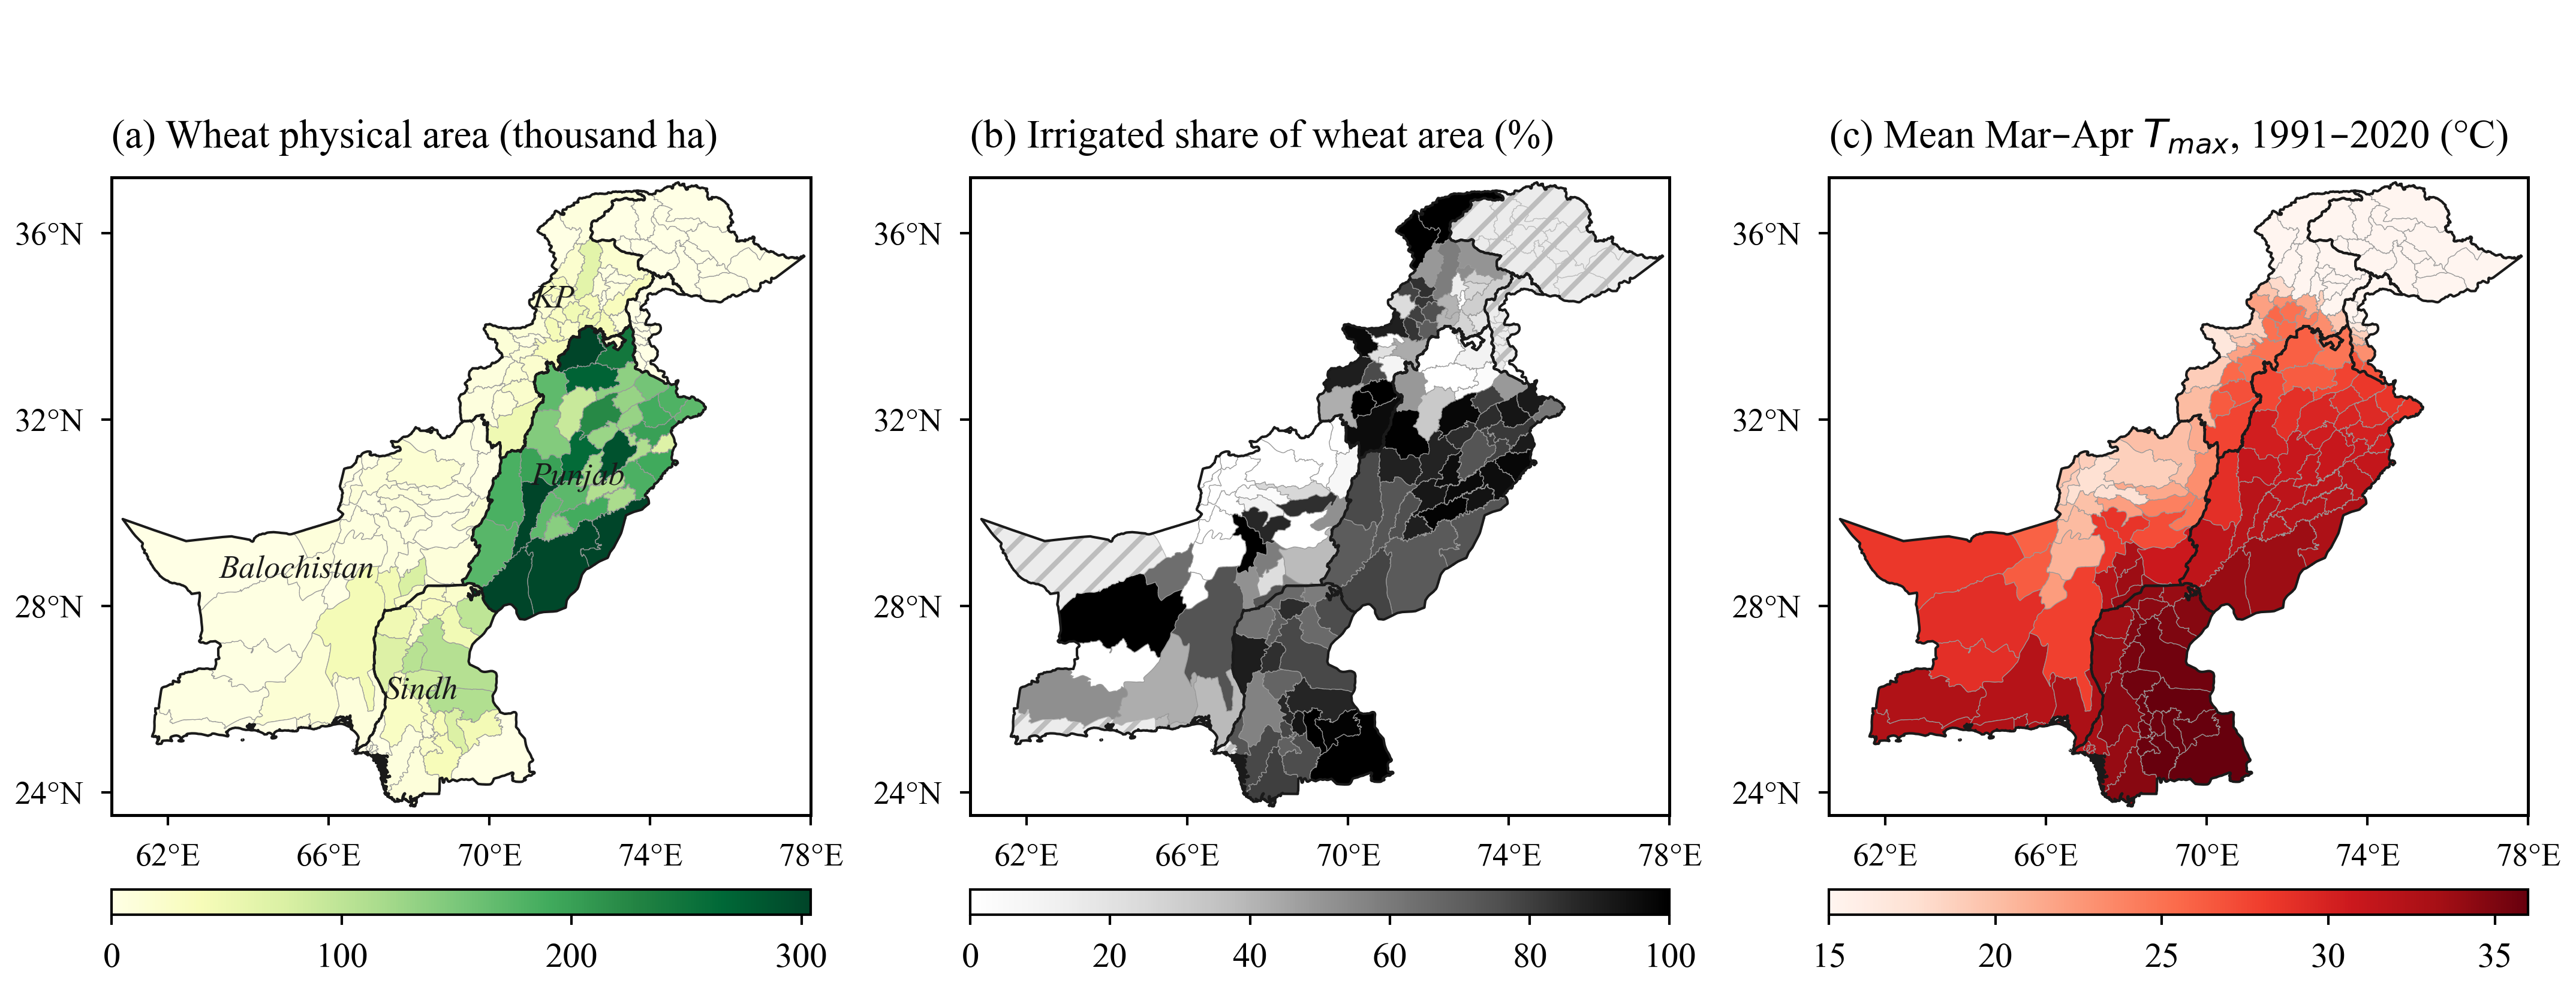 (a) Wheat physical area (thousand ha)
(b) Irrigated share of wheat area (%)
(c) Mean Mar–Apr Tmax, 1991–2020 (°C)
36°N
32°N
28°N
24°N
KP
Punjab
Balochistan
Sindh
62°E 66°E 70°E 74°E 78°E
0 100 200 300
36°N
32°N
28°N
24°N
62°E 66°E 70°E 74°E 78°E
0 20 40 60 80 100
36°N
32°N
28°N
24°N
62°E 66°E 70°E 74°E 78°E
15 20 25 30 35